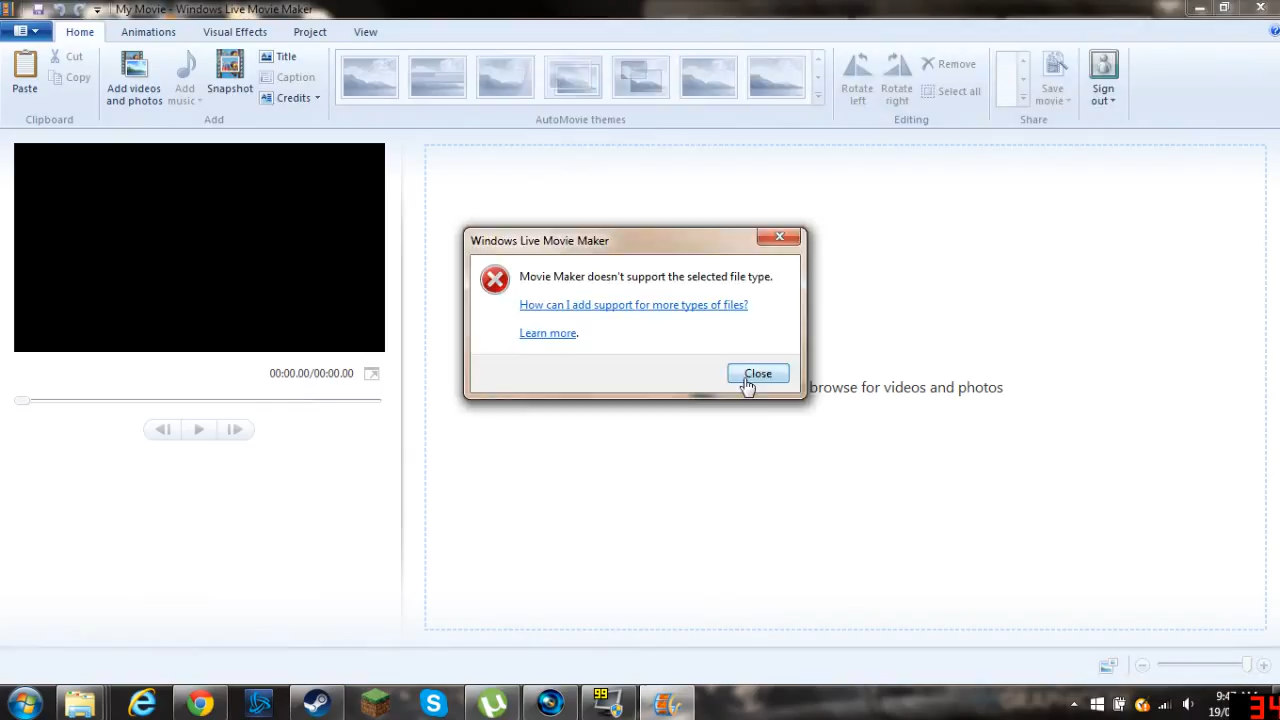 My Movie - Windows Live Movie Maker
Home
Animations
Visual Effects
Project
View
Paste
Cut
Copy
Clipboard
Add videos
and photos
Add
music
Snapshot
Title
Caption
Credits
Add
AutoMovie themes
Rotate
left
Rotate
right
Remove
Select all
Editing
Save
movie
Share
Sign
out
00:00.00/00:00.00
Windows Live Movie Maker
Movie Maker doesn't support the selected file type.
How can I add support for more types of files?
Learn more.
Close
browse for videos and photos
99
34